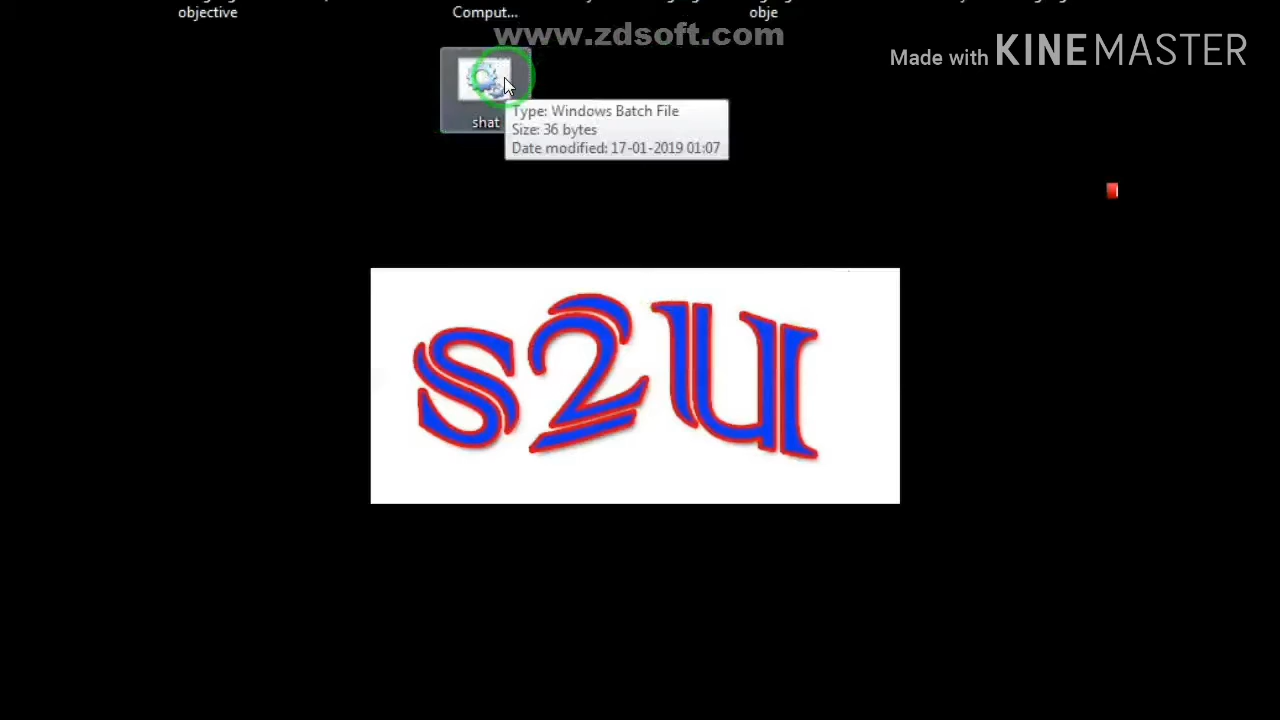 objective
Comput...
obje
www.zdsoft.com
Made with KINEMASTER
shat
Type: Windows Batch File
Size: 36 bytes
Date modified: 17-01-2019 01:07
s2u